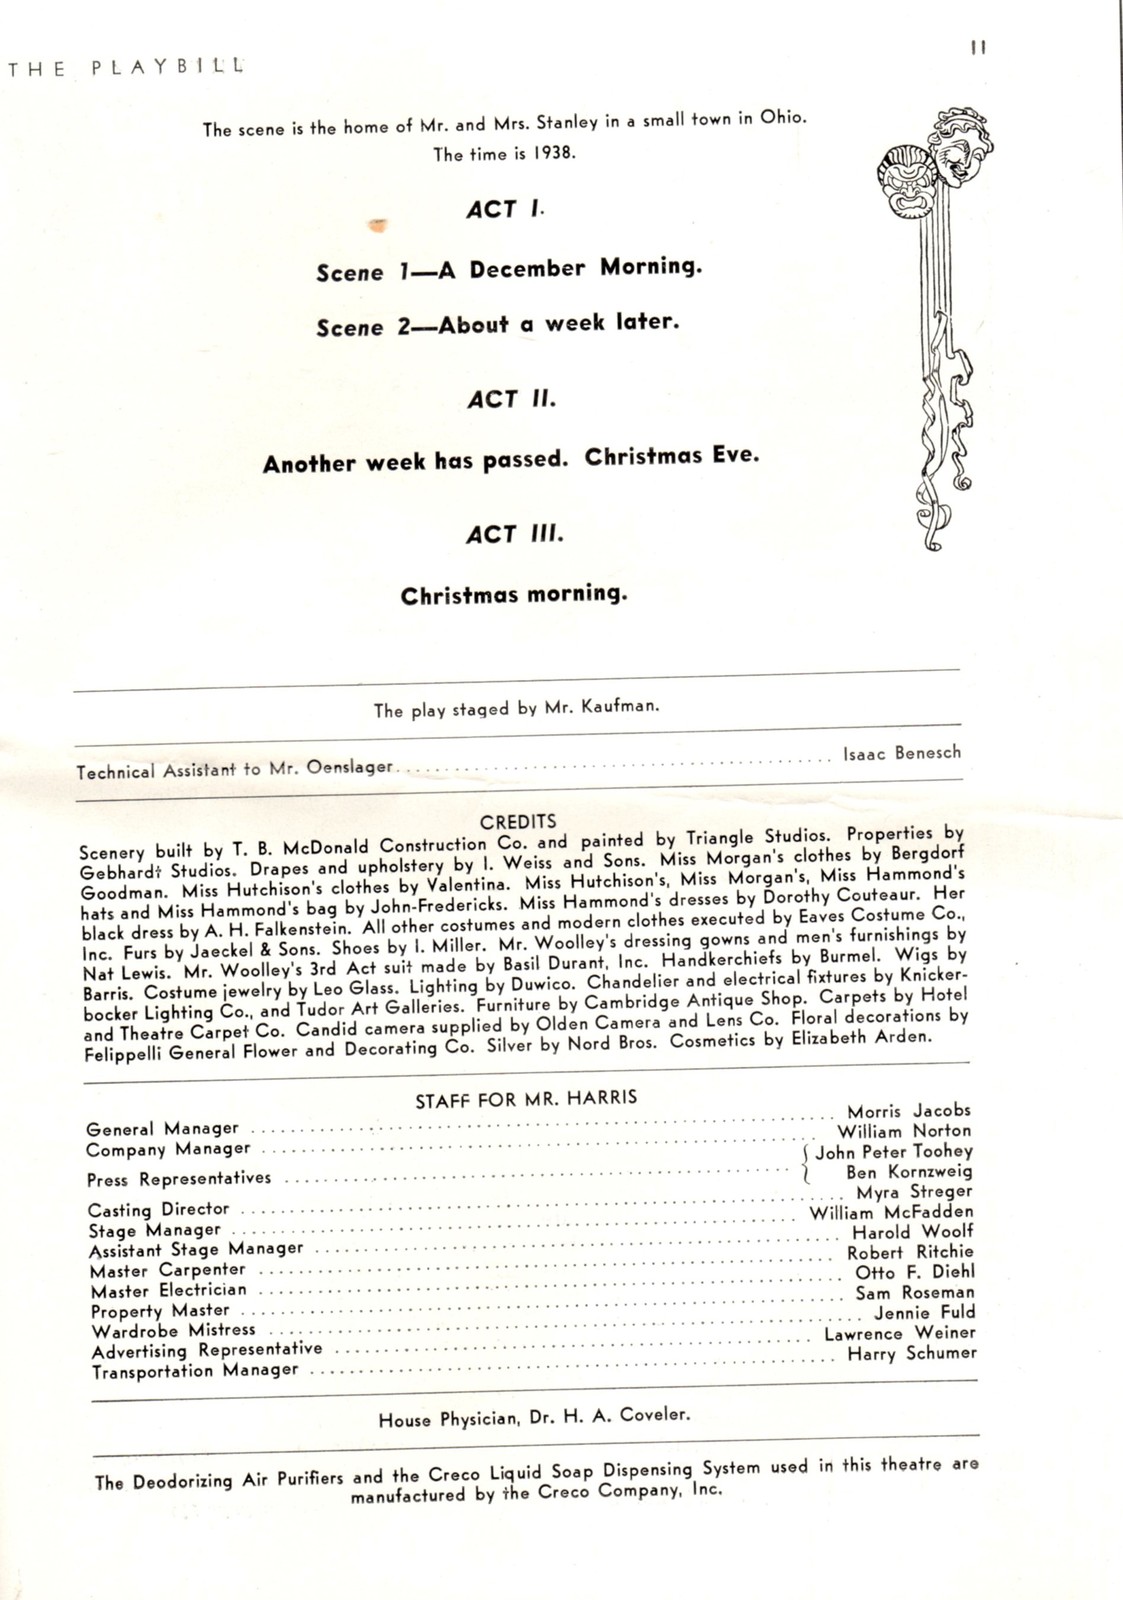 THE PLAYBILL
11
The scene is the home of Mr. and Mrs. Stanley in a small town in Ohio.
The time is 1938.
ACT I.
Scene 1—A December Morning.
Scene 2—About a week later.
ACT II.
Another week has passed. Christmas Eve.
ACT III.
Christmas morning.
The play staged by Mr. Kaufman.
Technical Assistant to Mr. Oenslager. . . . . . . . . . . . . . . . . . . . Isaac Benesch
CREDITS
Scenery built by T. B. McDonald Construction Co. and painted by Triangle Studios. Properties by
Gebhardt Studios. Drapes and upholstery by I. Weiss and Sons. Miss Morgan's clothes by Bergdorf
Goodman. Miss Hutchison's clothes by Valentina. Miss Hutchison's, Miss Morgan's, Miss Hammond's
hats and Miss Hammond's bag by John-Fredericks. Miss Hammond's dresses by Dorothy Couteaur. Her
black dress by A. H. Falkenstein. All other costumes and modern clothes executed by Eaves Costume Co.,
Inc. Furs by Jaeckel & Sons. Shoes by I. Miller. Mr. Woolley's dressing gowns and men's furnishings by
Nat Lewis. Mr. Woolley's 3rd Act suit made by Basil Durant, Inc. Handkerchiefs by Burmel. Wigs by
Barris. Costume jewelry by Leo Glass. Lighting by Duwico. Chandelier and electrical fixtures by Knicker-
bocker Lighting Co., and Tudor Art Galleries. Furniture by Cambridge Antique Shop. Carpets by Hotel
and Theatre Carpet Co. Candid camera supplied by Olden Camera and Lens Co. Floral decorations by
Felippelli General Flower and Decorating Co. Silver by Nord Bros. Cosmetics by Elizabeth Arden.
STAFF FOR MR. HARRIS
General Manager . . . . . . . . . . Morris Jacobs
Company Manager . . . . . . . . . . William Norton
Press Representatives . . . . . . . . . . { John Peter Toohey
Ben Kornzweig
Casting Director . . . . . . . . . . Myra Streger
Stage Manager . . . . . . . . . . William McFadden
Assistant Stage Manager . . . . . . . . . . Harold Woolf
Master Carpenter . . . . . . . . . . Robert Ritchie
Master Electrician . . . . . . . . . . Otto F. Diehl
Property Master . . . . . . . . . . Sam Roseman
Wardrobe Mistress . . . . . . . . . . Jennie Fuld
Advertising Representative . . . . . . . . . . Lawrence Weiner
Transportation Manager . . . . . . . . . . Harry Schumer
House Physician, Dr. H. A. Coveler.
The Deodorizing Air Purifiers and the Creco Liquid Soap Dispensing System used in this theatre are
manufactured by the Creco Company, Inc.